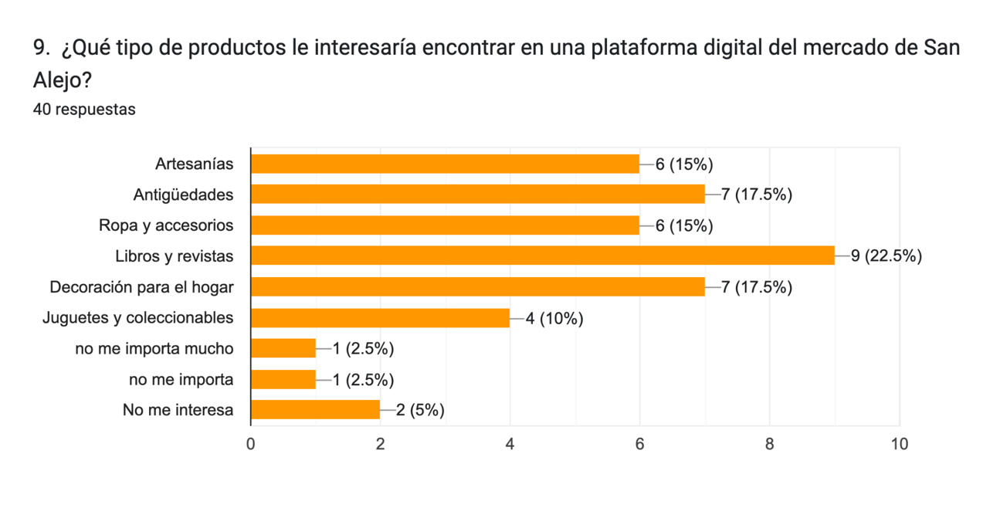 9. ¿Qué tipo de productos le interesaría encontrar en una plataforma digital del mercado de San
Alejo?
40 respuestas
Artesanías 6 (15%)
Antigüedades 7 (17.5%)
Ropa y accesorios 6 (15%)
Libros y revistas 9 (22.5%)
Decoración para el hogar 7 (17.5%)
Juguetes y coleccionables 4 (10%)
no me importa mucho 1 (2.5%)
no me importa 1 (2.5%)
No me interesa 2 (5%)
0 2 4 6 8 10